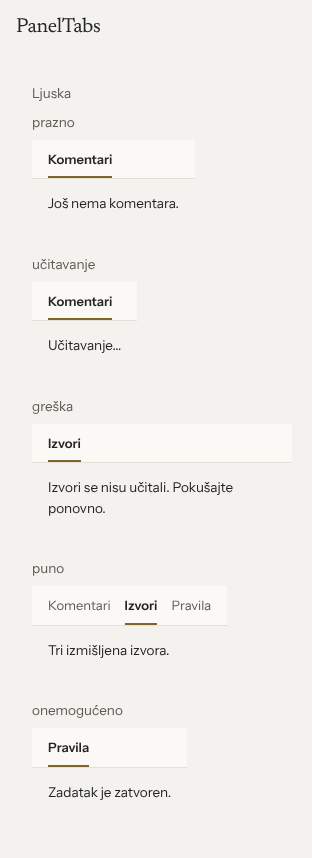 PanelTabs
Ljuska
prazno
Komentari
Još nema komentara.
učitavanje
Komentari
Učitavanje...
greška
Izvori
Izvori se nisu učitali. Pokušajte
ponovno.
puno
Komentari Izvori Pravila
Tri izmišljena izvora.
onemogućeno
Pravila
Zadatak je zatvoren.